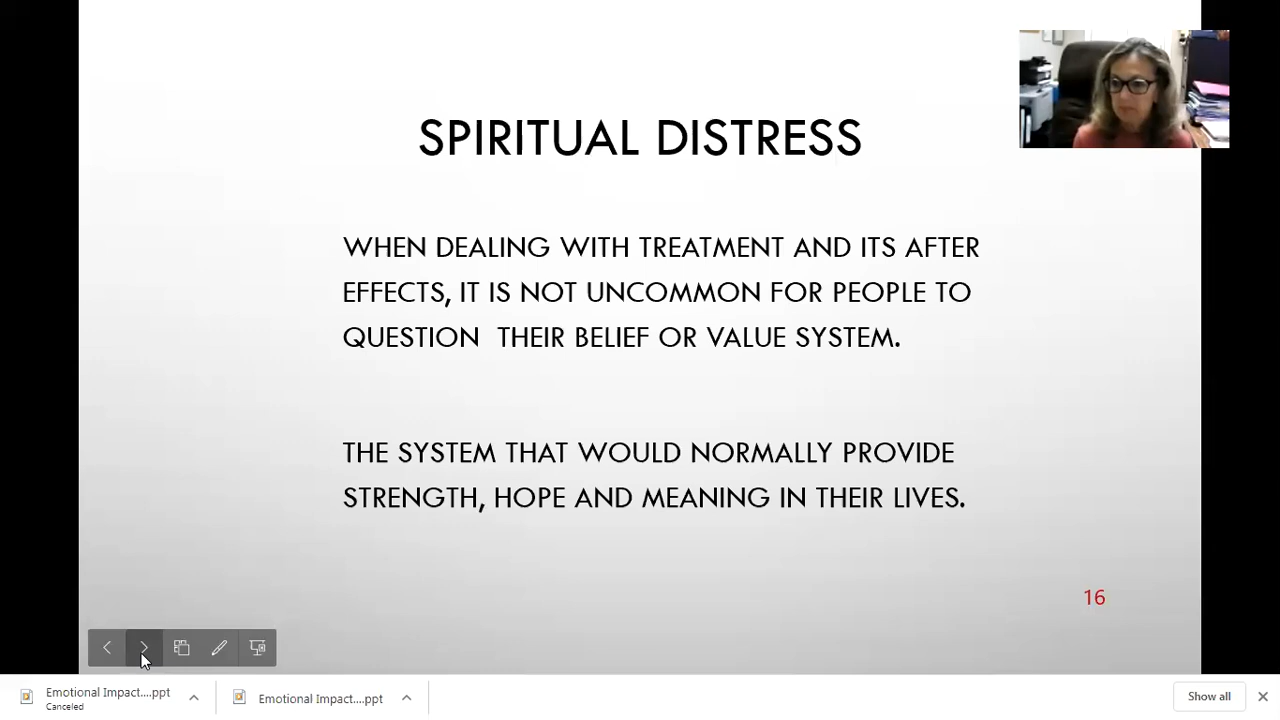 SPIRITUAL DISTRESS
WHEN DEALING WITH TREATMENT AND ITS AFTER
EFFECTS, IT IS NOT UNCOMMON FOR PEOPLE TO
QUESTION THEIR BELIEF OR VALUE SYSTEM.
THE SYSTEM THAT WOULD NORMALLY PROVIDE
STRENGTH, HOPE AND MEANING IN THEIR LIVES.
16
Emotional Impact....ppt
Canceled
Emotional Impact....ppt
Show all